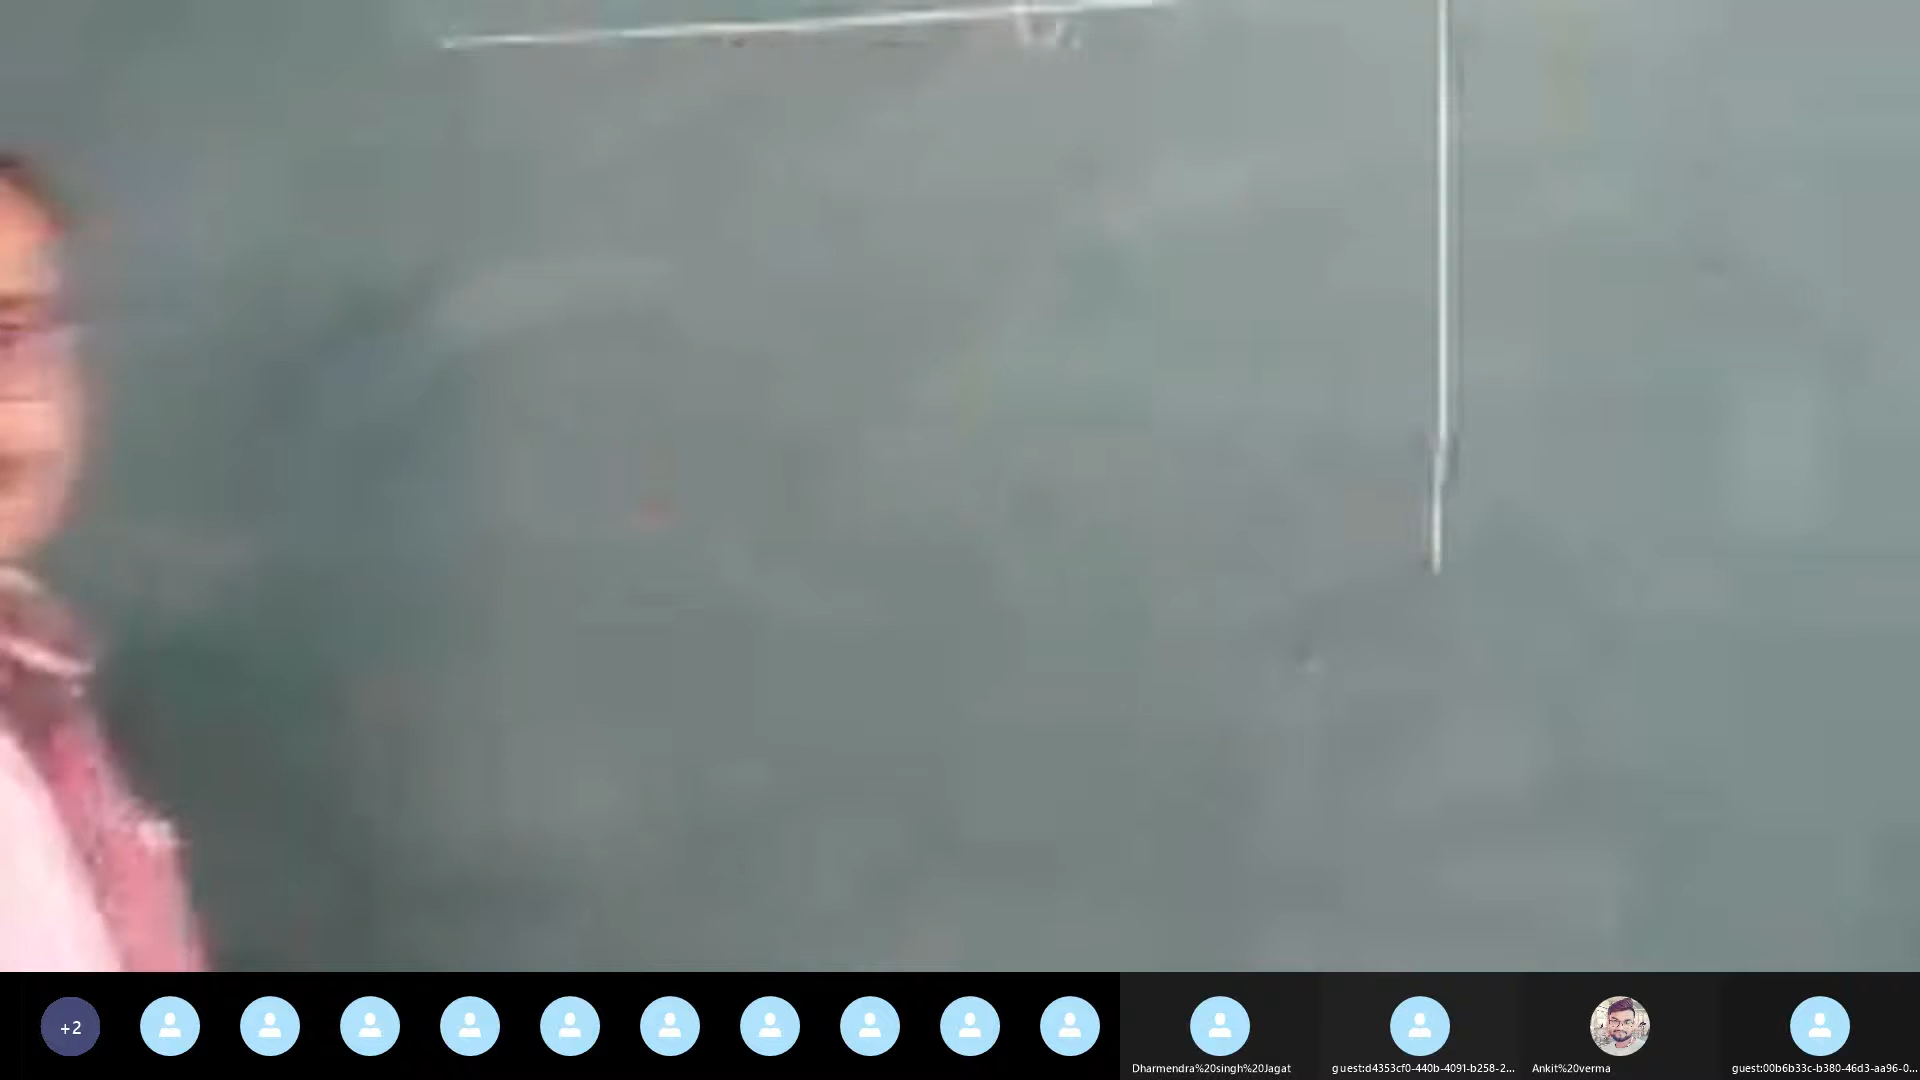 +2
Dharmendra%20singh%20Jagat
guest:d4353cf0-440b-4091-b258-2...
Ankit%20verma
guest:00b6b33c-b380-46d3-aa96-0...